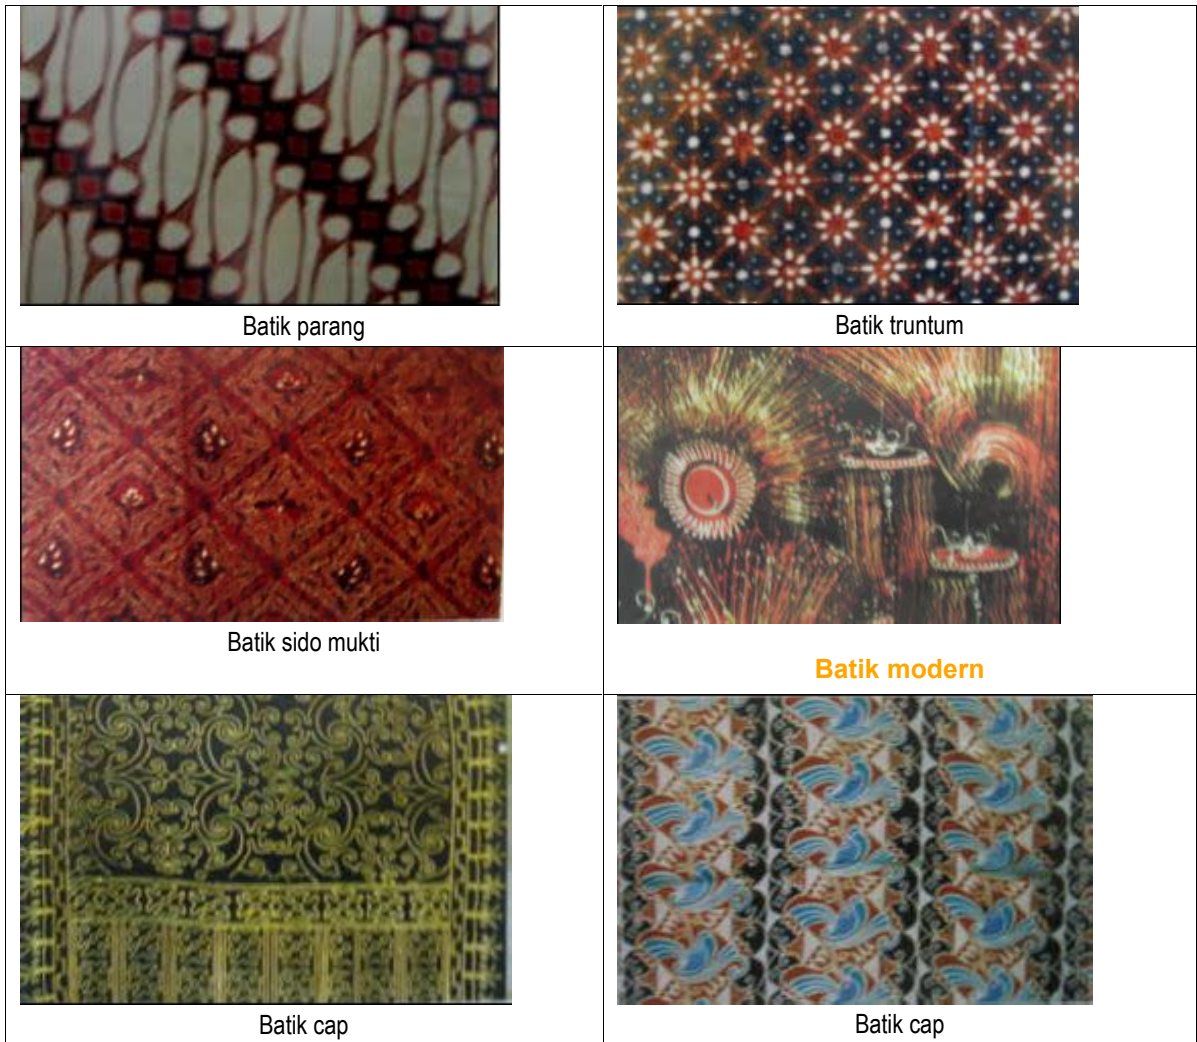 Batik parang
Batik truntum
Batik sido mukti
Batik modern
Batik cap
Batik cap